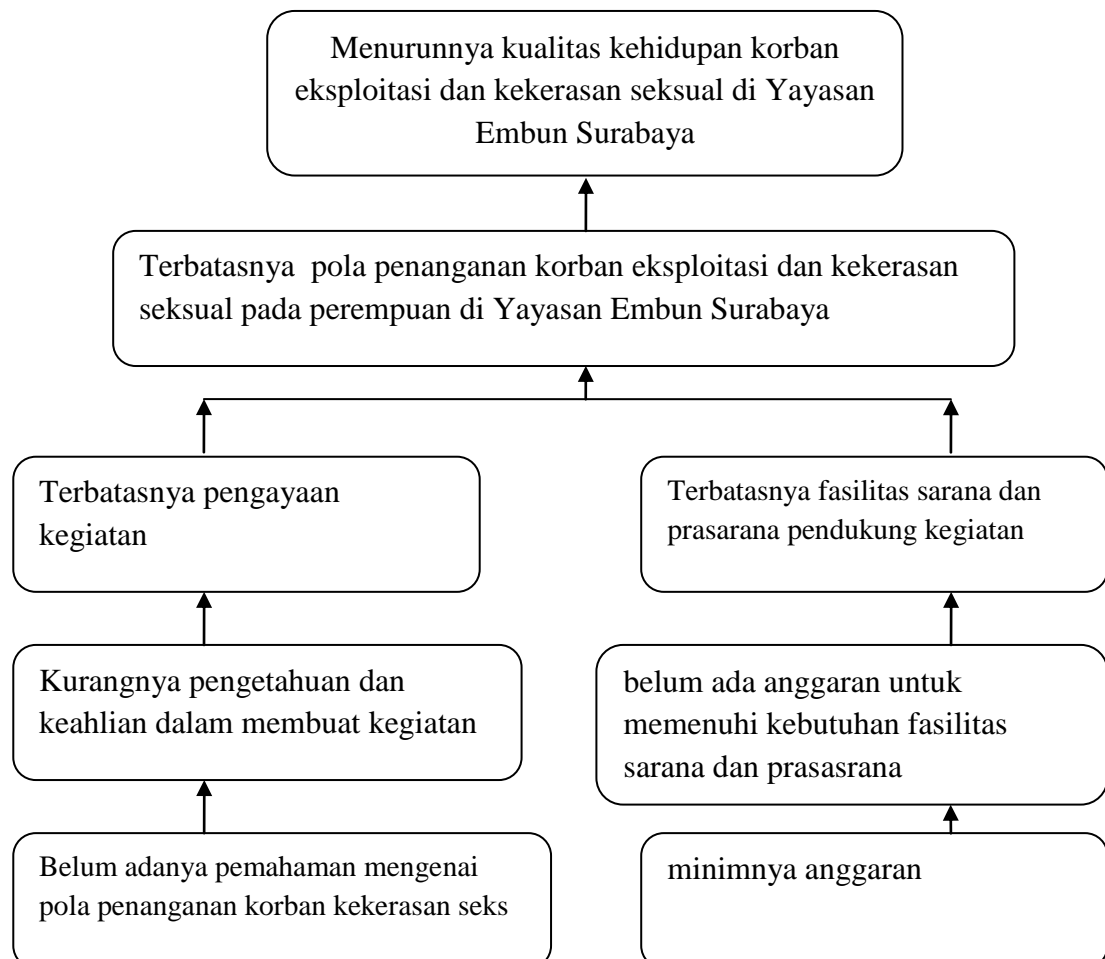 Menurunnya kualitas kehidupan korban
eksploitasi dan kekerasan seksual di Yayasan
Embun Surabaya
Terbatasnya pola penanganan korban eksploitasi dan kekerasan
seksual pada perempuan di Yayasan Embun Surabaya
Terbatasnya pengayaan
kegiatan
Terbatasnya fasilitas sarana dan
prasarana pendukung kegiatan
Kurangnya pengetahuan dan
keahlian dalam membuat kegiatan
belum ada anggaran untuk
memenuhi kebutuhan fasilitas
sarana dan prasasrana
Belum adanya pemahaman mengenai
pola penanganan korban kekerasan seks
minimnya anggaran